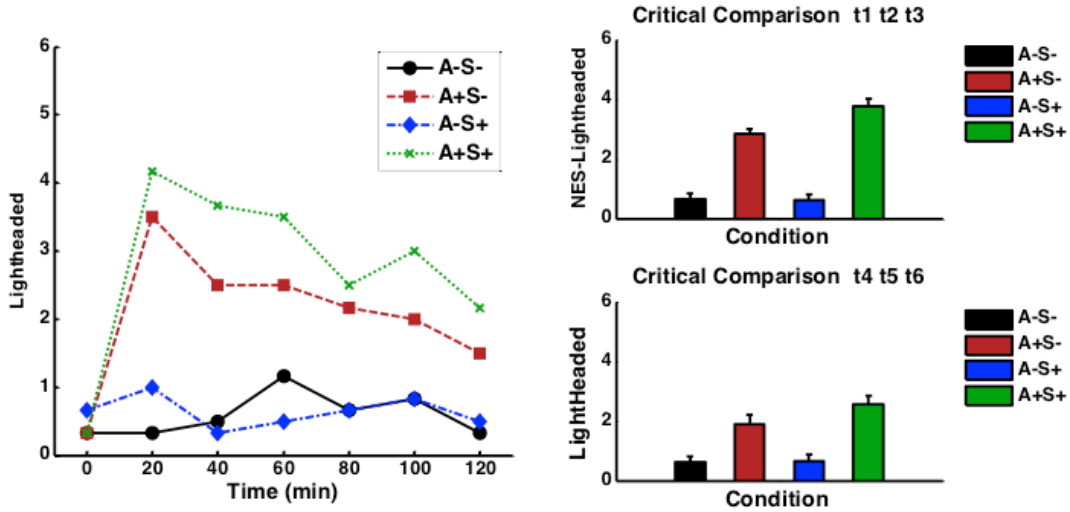 6
5
4
3
2
1
0
Lightheaded
0 20 40 60 80 100 120
Time (min)
A-S-
A+S-
A-S+
A+S+
Critical Comparison t1 t2 t3
6
4
2
0
NES-Lightheaded
Condition
A-S-
A+S-
A-S+
A+S+
Critical Comparison t4 t5 t6
6
4
2
0
LightHeaded
Condition
A-S-
A+S-
A-S+
A+S+